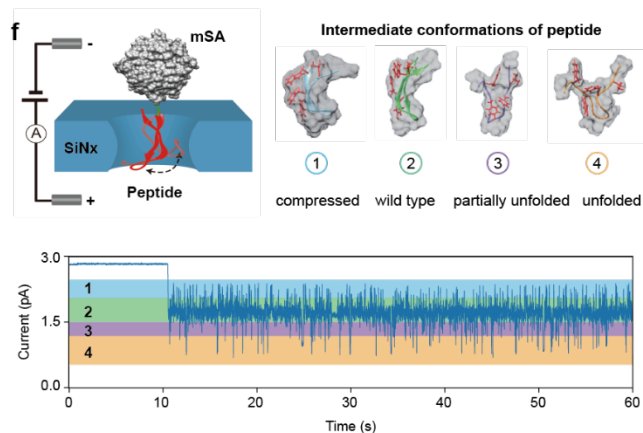 f
mSA
-
A
SiNx
Peptide
+
Intermediate conformations of peptide
1 2 3 4
compressed wild type partially unfolded unfolded
Current (pA)
3.0
1.5
0.0
1
2
3
4
0 10 20 30 40 50 60
Time (s)